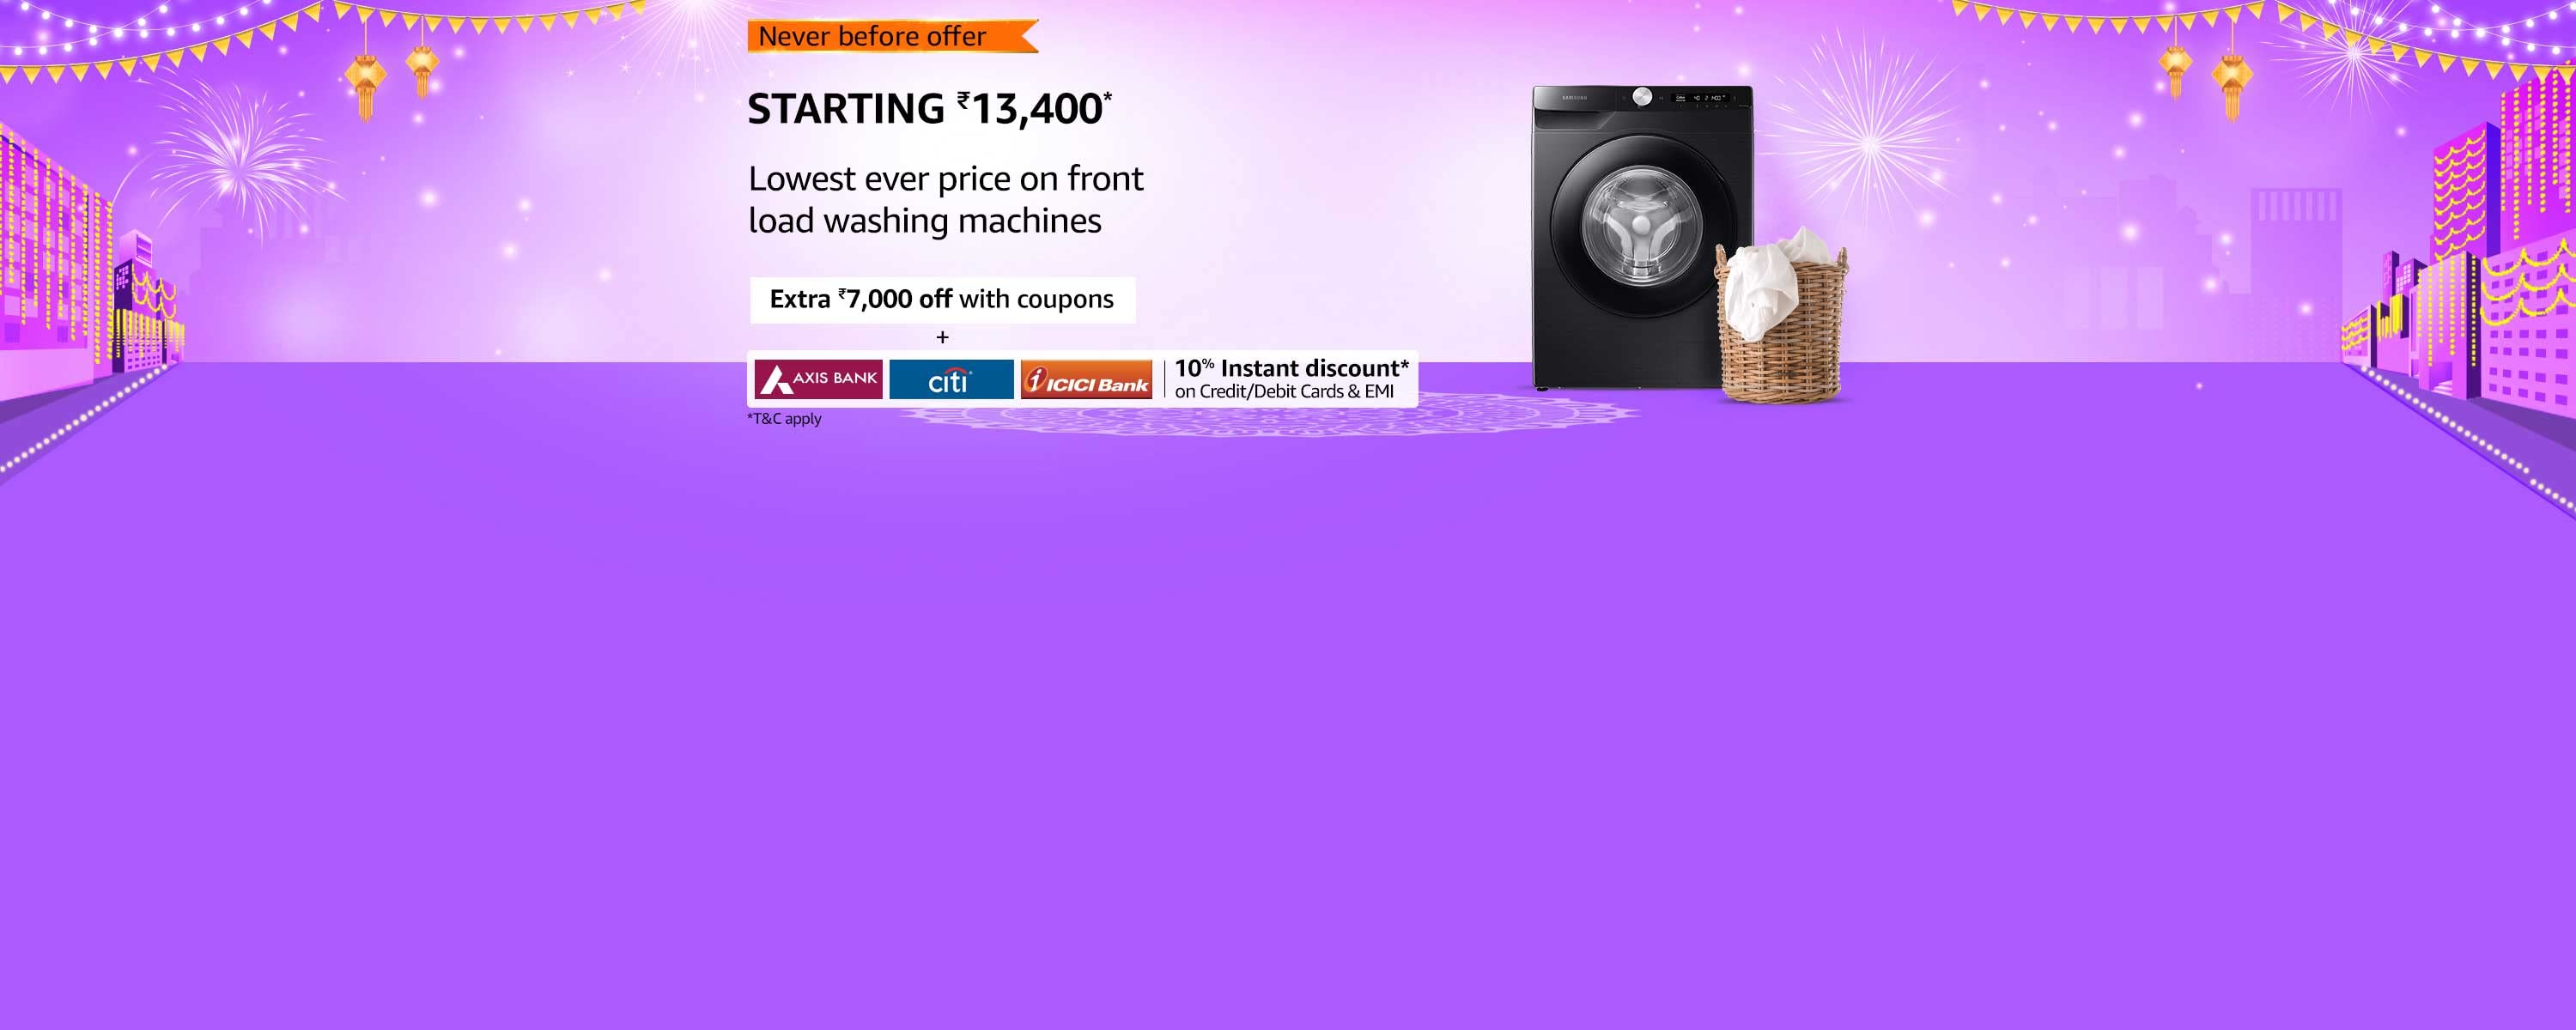 Never before offer
STARTING ₹13,400*
Lowest ever price on front
load washing machines
Extra ₹7,000 off with coupons
+
AXIS BANK
citi
ICICI Bank
10% Instant discount*
on Credit/Debit Cards & EMI
*T&C apply
SAMSUNG